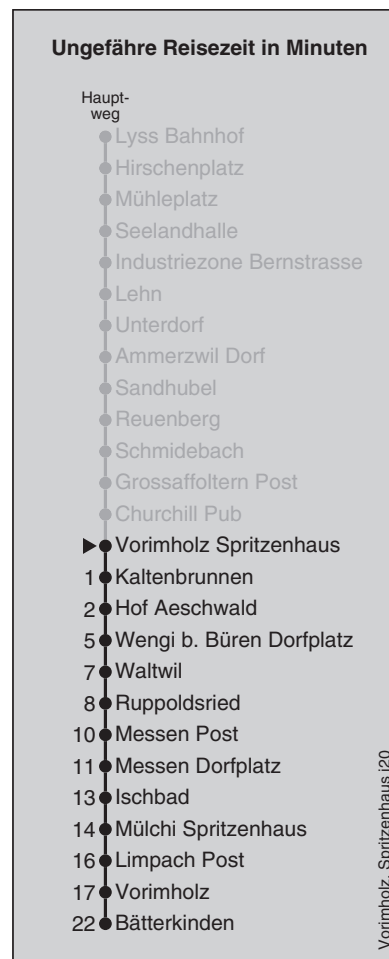 Ungefähre Reisezeit in Minuten
Haupt-
weg
Lyss Bahnhof
Hirschenplatz
Mühleplatz
Seelandhalle
Industriezone Bernstrasse
Lehn
Unterdorf
Ammerzwil Dorf
Sandhubel
Reuenberg
Schmidebach
Grossaffoltern Post
Churchill Pub
Vorimholz Spritzenhaus
1 Kaltenbrunnen
2 Hof Aeschwald
5 Wengi b. Büren Dorfplatz
7 Waltwil
8 Ruppoldsried
10 Messen Post
11 Messen Dorfplatz
13 Ischbad
14 Mülchi Spritzenhaus
16 Limpach Post
17 Vorimholz
22 Bätterkinden
Vorimholz, Spritzenhaus j20